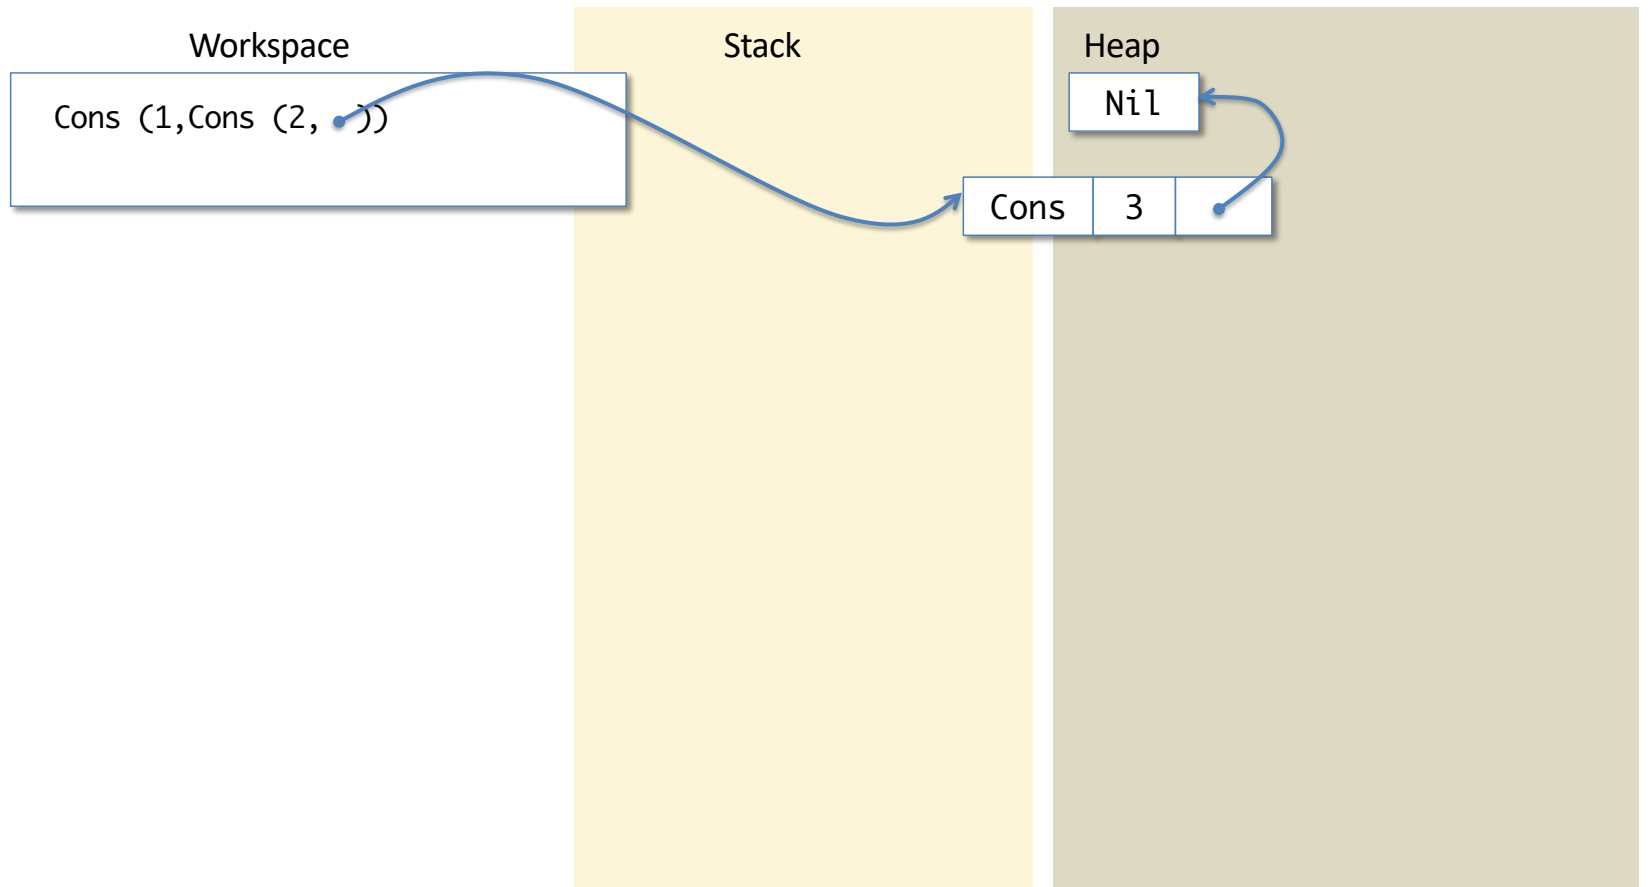 Workspace
Stack
Heap
Cons (1,Cons (2, ))
Nil
Cons 3